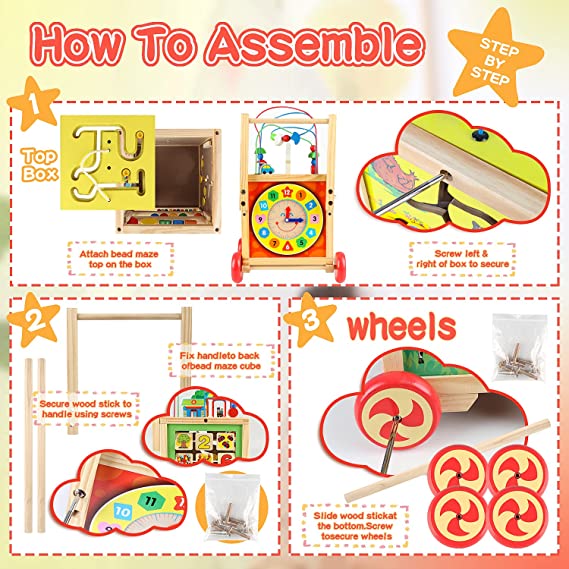 How To Assemble
STEP
BY
STEP
1
Top
Box
Attach bead maze
top on the box
Screw left &
right of box to secure
2
Fix handleto back
ofbead maze cube
Secure wood stick to
handle using screws
3
wheels
Slide wood stickat
the bottom.Screw
tosecure wheels